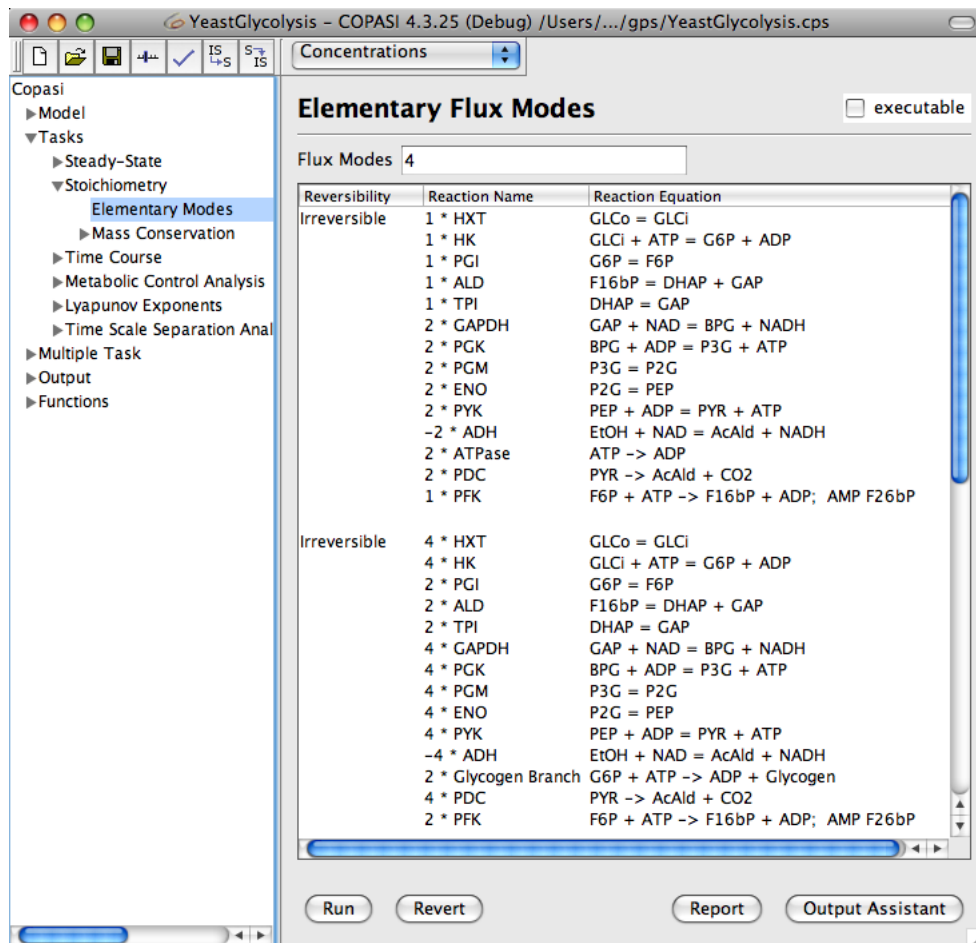 YeastGlycolysis – COPASI 4.3.25 (Debug) /Users/.../gps/YeastGlycolysis.cps
IS S
S IS
Concentrations
Copasi
Model
Tasks
Steady-State
Stoichiometry
Elementary Modes
Mass Conservation
Time Course
Metabolic Control Analysis
Lyapunov Exponents
Time Scale Separation Anal
Multiple Task
Output
Functions
Elementary Flux Modes
executable
Flux Modes 4
Reversibility Reaction Name Reaction Equation
Irreversible 1 * HXT GLCo = GLCi
1 * HK GLCi + ATP = G6P + ADP
1 * PGI G6P = F6P
1 * ALD F16bP = DHAP + GAP
1 * TPI DHAP = GAP
2 * GAPDH GAP + NAD = BPG + NADH
2 * PGK BPG + ADP = P3G + ATP
2 * PGM P3G = P2G
2 * ENO P2G = PEP
2 * PYK PEP + ADP = PYR + ATP
-2 * ADH EtOH + NAD = AcAld + NADH
2 * ATPase ATP -> ADP
2 * PDC PYR -> AcAld + CO2
1 * PFK F6P + ATP -> F16bP + ADP; AMP F26bP
Irreversible 4 * HXT GLCo = GLCi
4 * HK GLCi + ATP = G6P + ADP
2 * PGI G6P = F6P
2 * ALD F16bP = DHAP + GAP
2 * TPI DHAP = GAP
4 * GAPDH GAP + NAD = BPG + NADH
4 * PGK BPG + ADP = P3G + ATP
4 * PGM P3G = P2G
4 * ENO P2G = PEP
4 * PYK PEP + ADP = PYR + ATP
-4 * ADH EtOH + NAD = AcAld + NADH
2 * Glycogen Branch G6P + ATP -> ADP + Glycogen
4 * PDC PYR -> AcAld + CO2
2 * PFK F6P + ATP -> F16bP + ADP; AMP F26bP
Run Revert Report Output Assistant